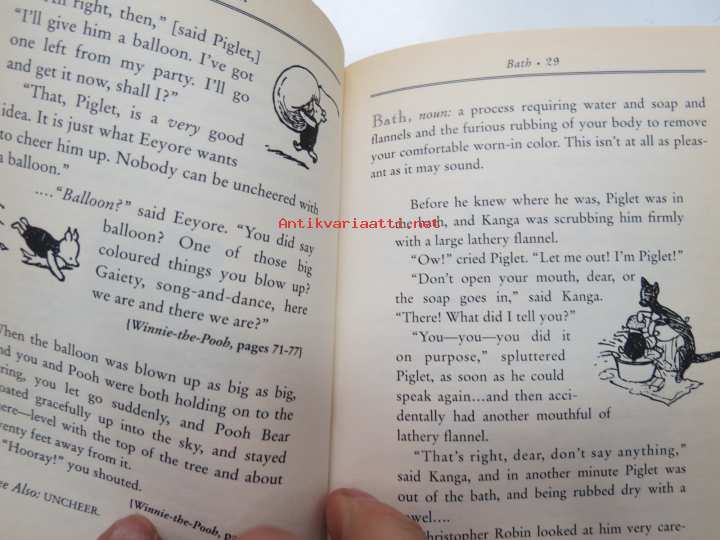 right, then," [said Piglet,]
"I'll give him a balloon. I've got
one left from my party. I'll go
and get it now, shall I?"
"That, Piglet, is a very good
idea. It is just what Eeyore wants
to cheer him up. Nobody can be uncheered with
a balloon."
...."Balloon?" said Eeyore. "You did say
balloon? One of those big
coloured things you blow up?
Gaiety, song-and-dance, here
we are and there we are?"
[Winnie-the-Pooh, pages 71-77]
When the balloon was blown up as big as big,
and you and Pooh were both holding on to the
ring, you let go suddenly, and Pooh Bear
oated gracefully up into the sky, and stayed
ere—level with the top of the tree and about
wenty feet away from it.
"Hooray!" you shouted.
[Winnie-the-Pooh, pa
ee Also: UNCHEER.
Bath • 29
Bath, noun: a process requiring water and soap and
flannels and the furious rubbing of your body to remove
your comfortable worn-in color. This isn't at all as pleas-
ant as it may sound.
Before he knew where he was, Piglet was in
the bath, and Kanga was scrubbing him firmly
with a large lathery flannel.
"Ow!" cried Piglet. "Let me out! I'm Piglet!"
"Don't open your mouth, dear, or
the soap goes in," said Kanga.
"There! What did I tell you?"
"You—you—you did it
on purpose," spluttered
Piglet, as soon as he could
speak again...and then acci-
dentally had another mouthful of
lathery flannel.
"That's right, dear, don't say anything,"
said Kanga, and in another minute Piglet was
out of the bath, and being rubbed dry with a
owel....
Christopher Robin looked at him very care-
Antikvariaatti.net